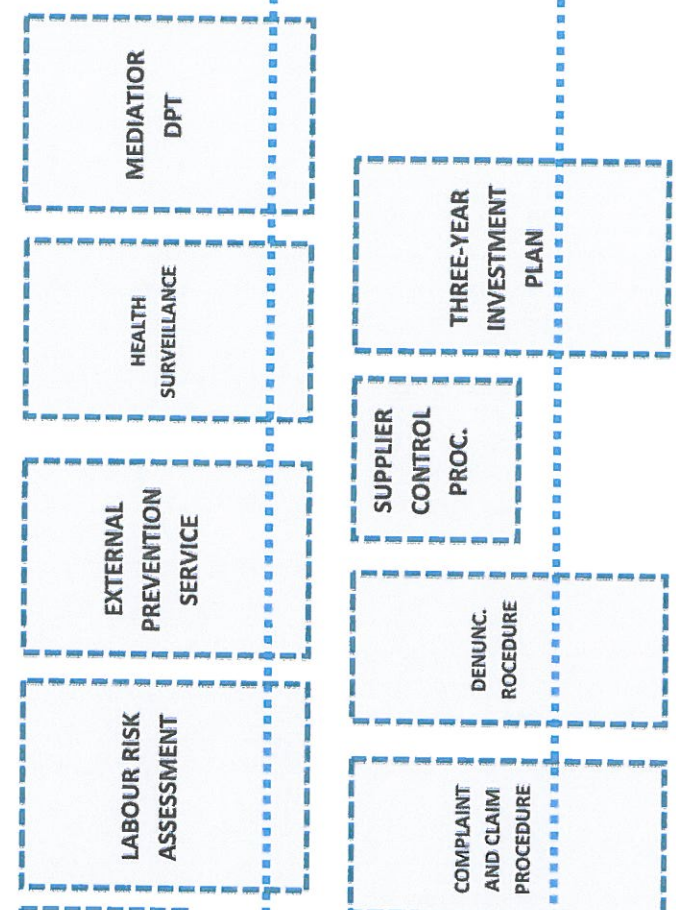 LABOUR RISK
ASSESSMENT
EXTERNAL
PREVENTION
SERVICE
HEALTH
SURVEILLANCE
MEDIATIOR
DPT
COMPLAINT
AND CLAIM
PROCEDURE
DENUNC.
ROCEDURE
SUPPLIER
CONTROL
PROC.
THREE-YEAR
INVESTMENT
PLAN